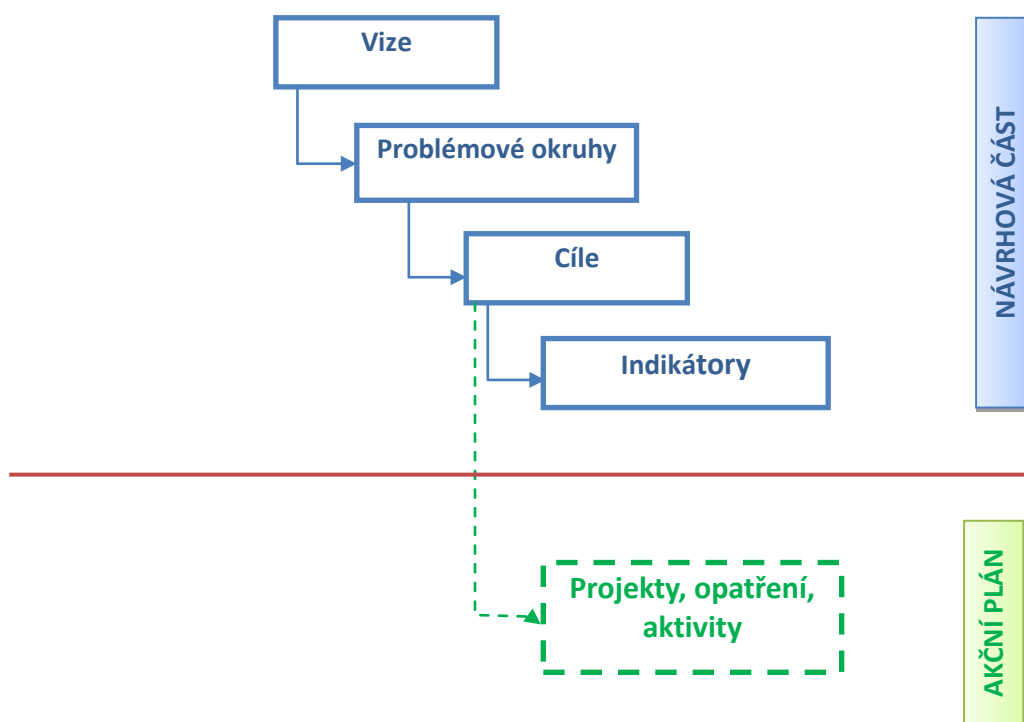 Vize
Problémové okruhy
Cíle
Indikátory
NÁVRHOVÁ ČÁST
Projekty, opatření,
aktivity
AKČNÍ PLÁN